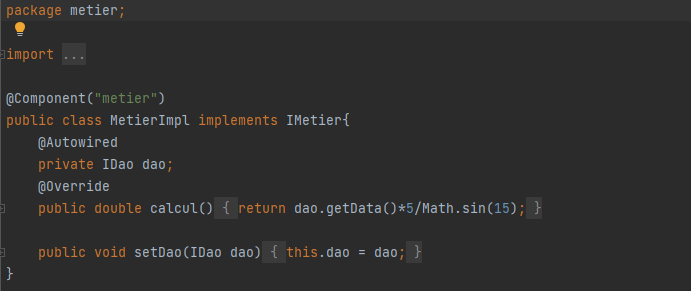 package metier;
import ...
@Component("metier")
public class MetierImpl implements IMetier{
@Autowired
private IDao dao;
@Override
public double calcul() { return dao.getData()*5/Math.sin(15); }
public void setDao(IDao dao) { this.dao = dao; }
}